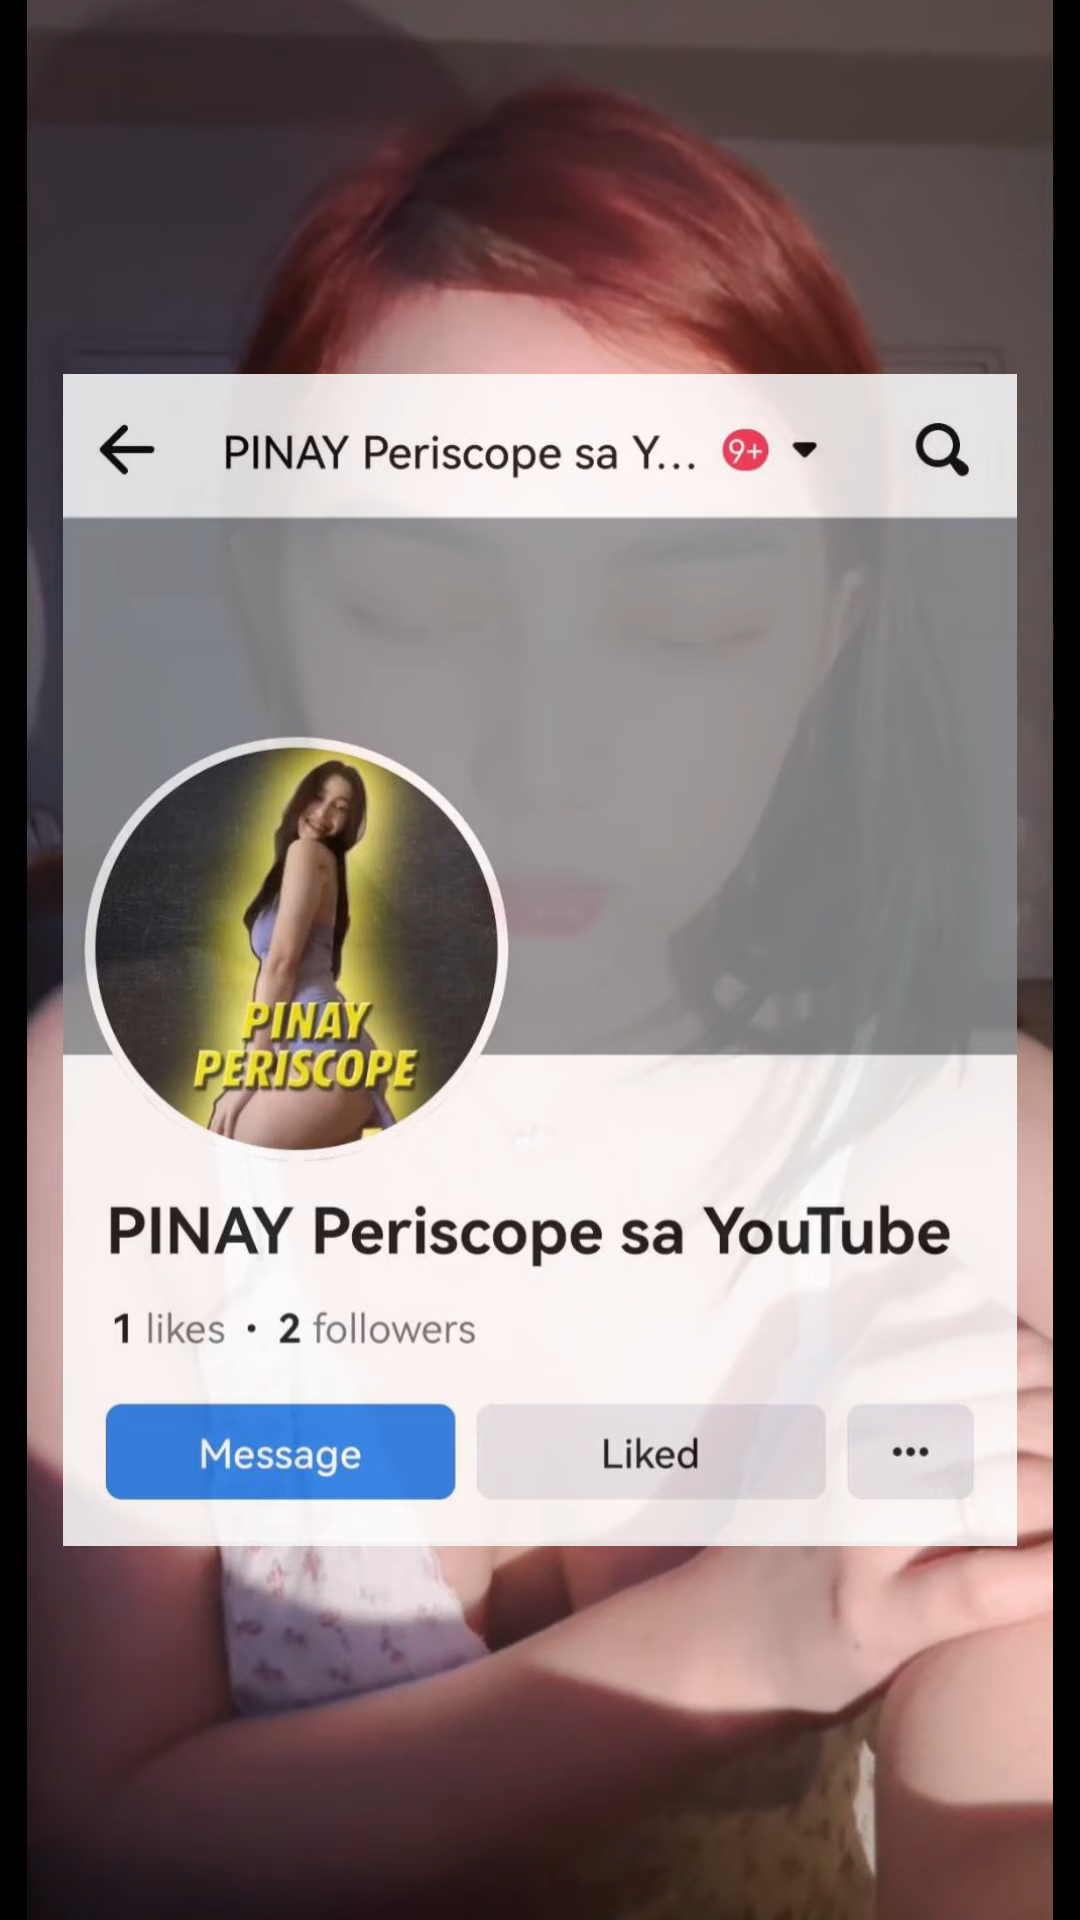 PINAY Periscope sa Y... 9+
PINAY
PERISCOPE
PINAY Periscope sa YouTube
1 likes • 2 followers
Message Liked